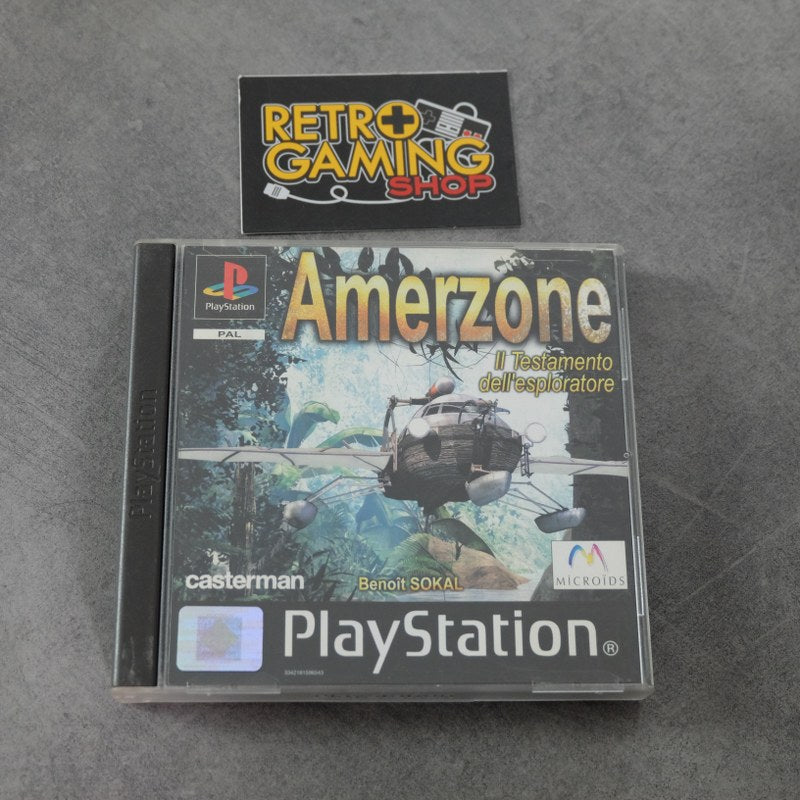 RETRO
GAMING
SHOP
PlayStation
PlayStation
PAL
Amerzone
Il Testamento
dell'esploratore
MiCROÏDS
casterman
Benoît SOKAL
PlayStation®